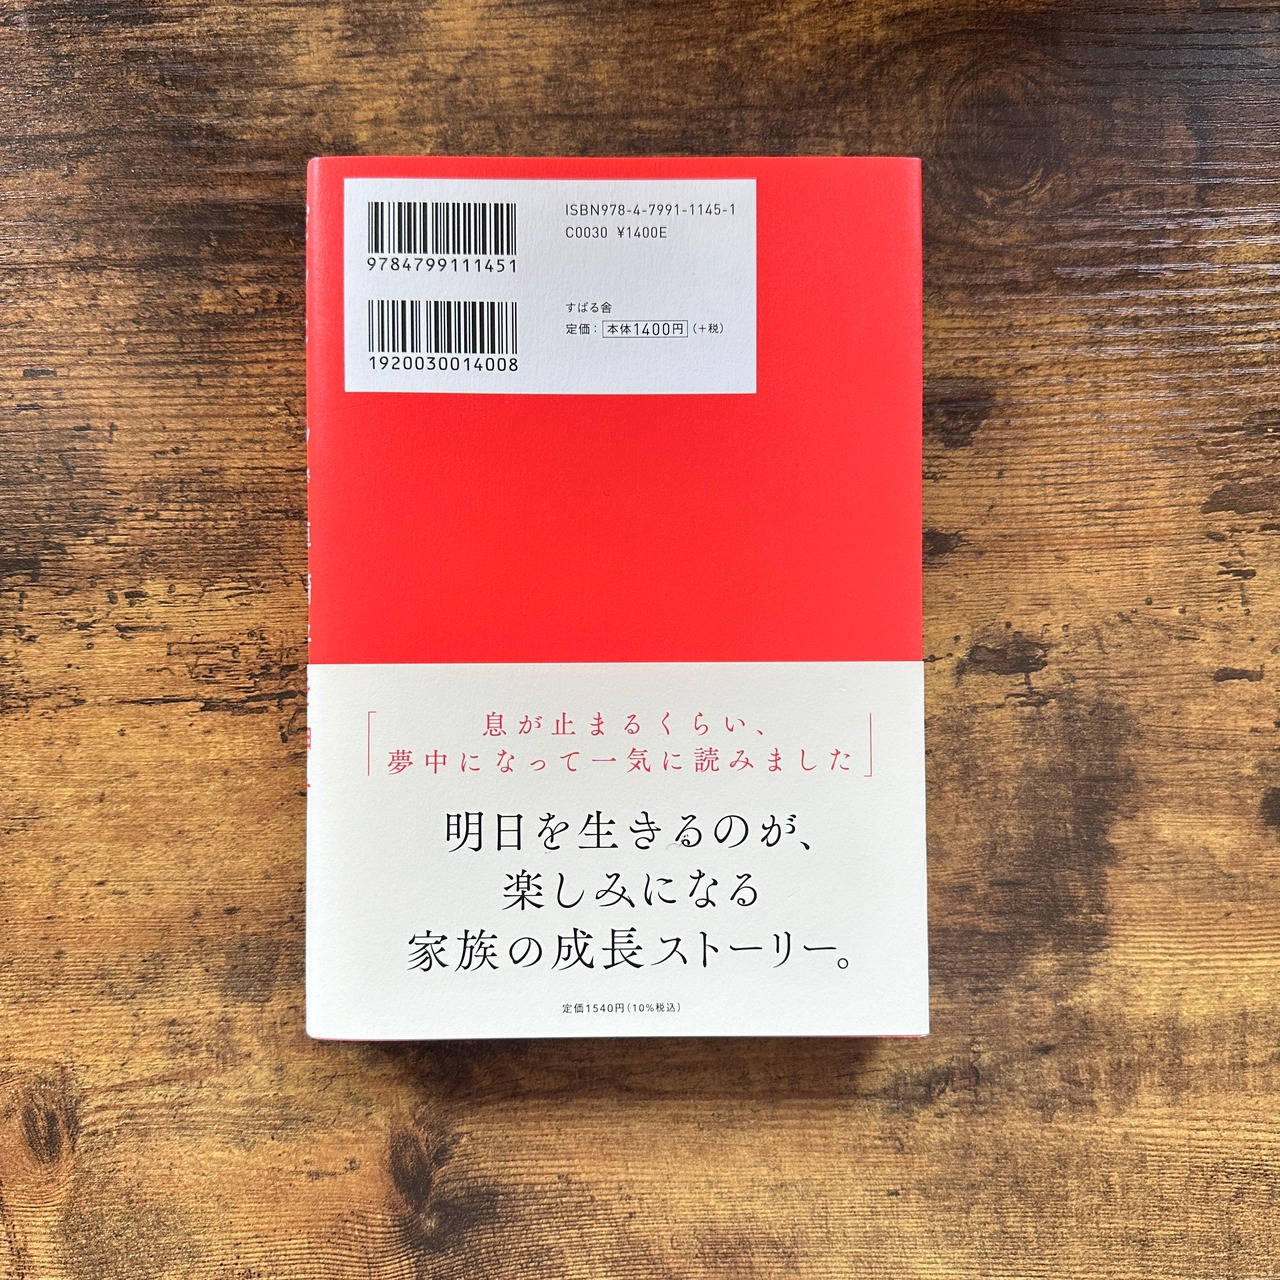 9784799111451
ISBN978-4-7991-1145-1
C0030 ¥1400E
1920030014008
すばる舎
定価：本体1400円（+税）
息が止まるくらい、
夢中になって一気に読みました
明日を生きるのが、
楽しみになる
家族の成長ストーリー。
定価1540円（10%税込）